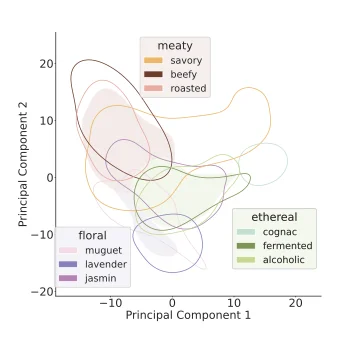 meaty
savory
beefy
roasted
20
10
0
−10
−20
Principal Component 2
floral
muguet
lavender
jasmin
ethereal
cognac
fermented
alcoholic
−10
0
10
20
Principal Component 1